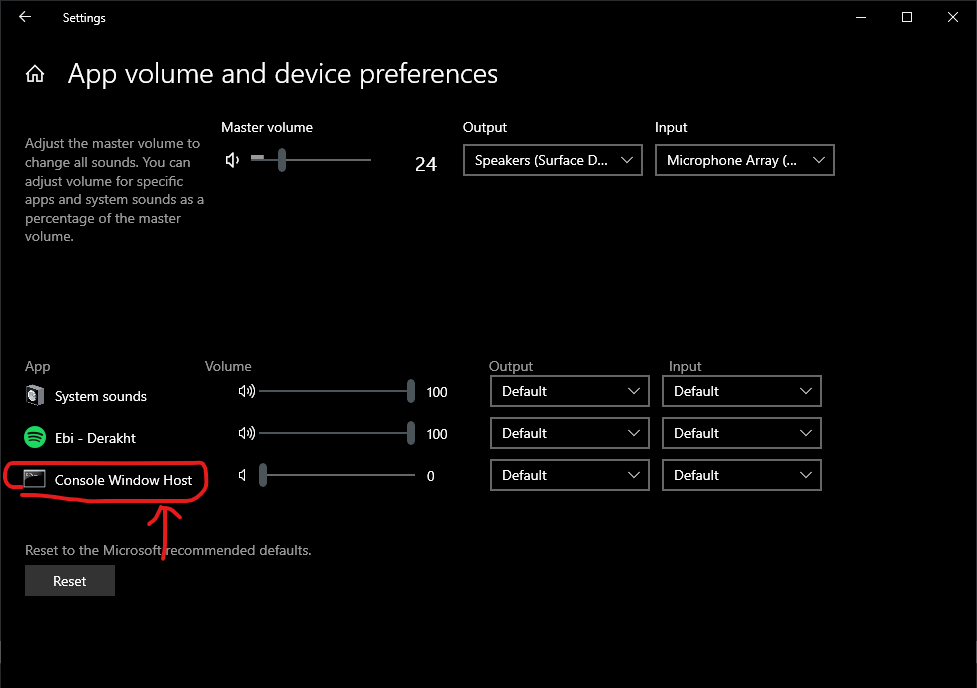 Settings
App volume and device preferences
Adjust the master volume to
change all sounds. You can
adjust volume for specific
apps and system sounds as a
percentage of the master
volume.
Master volume
24
Output
Speakers (Surface D...
Input
Microphone Array (...
App Volume Output Input
System sounds 100 Default Default
Ebi - Derakht 100 Default Default
Console Window Host 0 Default Default
Reset to the Microsoft recommended defaults.
Reset